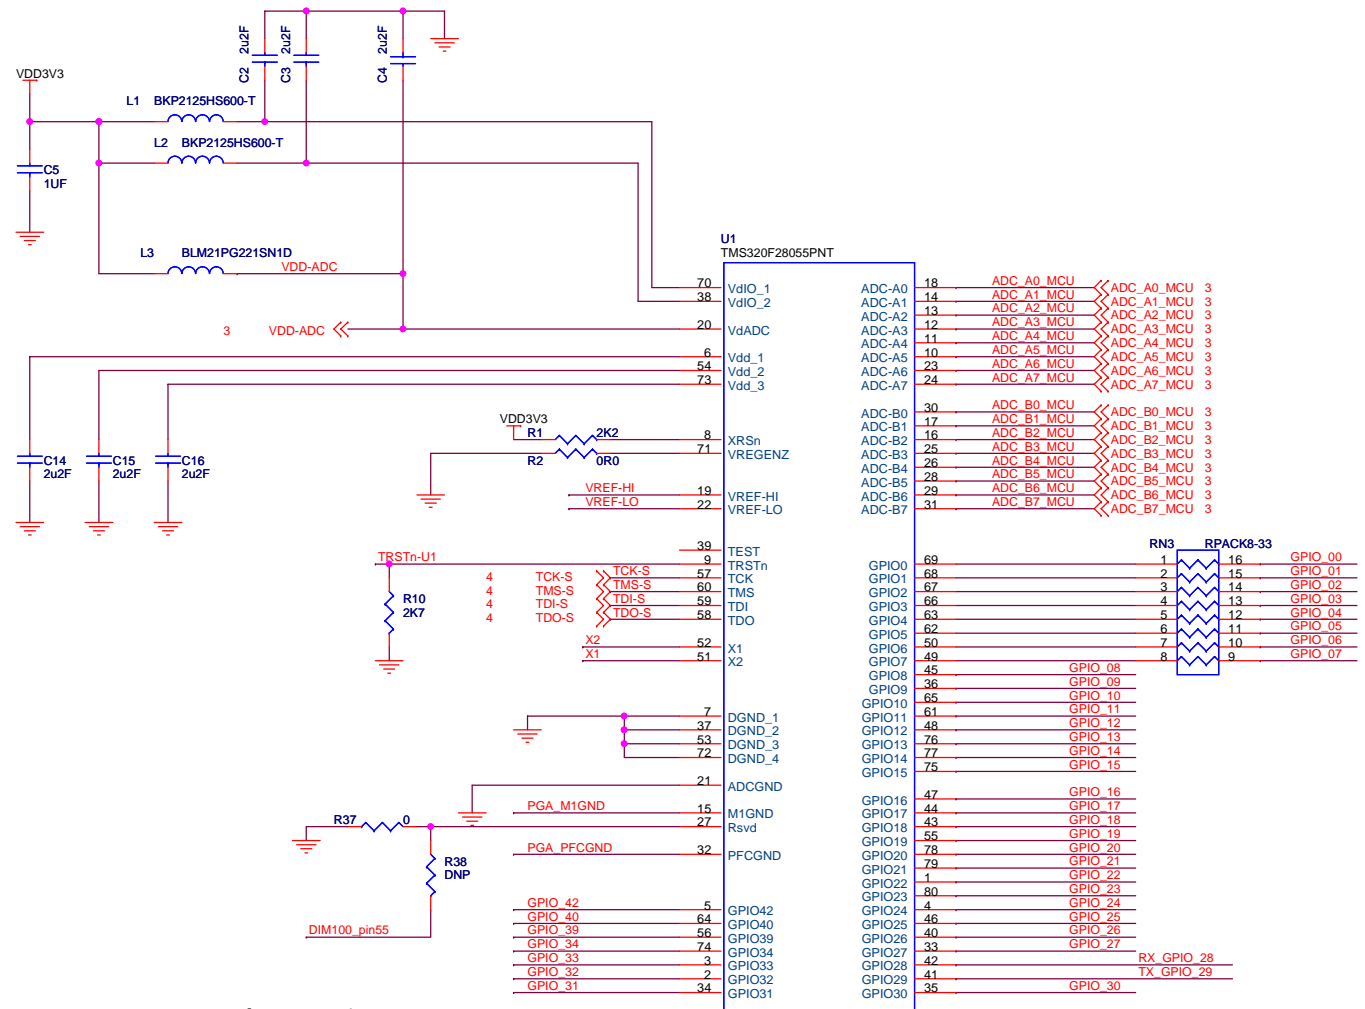 2u2F
2u2F
2u2F
C2
C3
C4
VDD3V3
L1 BKP2125HS600-T
L2 BKP2125HS600-T
C5
1UF
L3 BLM21PG221SN1D
VDD-ADC
3 VDD-ADC
U1
TMS320F28055PNT
70 VdIO_1
38 VdIO_2
20 VdADC
6 Vdd_1
54 Vdd_2
73 Vdd_3
VDD3V3
R1 2K2
8 XRSn
R2 0R0
71 VREGENZ
C14
2u2F
C15
2u2F
C16
2u2F
VREF-HI 19 VREF-HI
VREF-LO 22 VREF-LO
39 TEST
TRSTn-U1 9 TRSTn
4 TCK-S TCK-S 57 TCK
4 TMS-S TMS-S 60 TMS
4 TDI-S TDI-S 59 TDI
4 TDO-S TDO-S 58 TDO
R10
2K7
X2 52 X1
X1 51 X2
7 DGND_1
37 DGND_2
53 DGND_3
72 DGND_4
21 ADCGND
PGA_M1GND 15 M1GND
R37 0 27 Rsvd
PGA_PFCGND 32 PFCGND
R38
DNP
DIM100_pin55
GPIO_42 5 GPIO42
GPIO_40 64 GPIO40
GPIO_39 56 GPIO39
GPIO_34 74 GPIO34
GPIO_33 3 GPIO33
GPIO_32 2 GPIO32
GPIO_31 34 GPIO31
ADC-A0 18 ADC_A0_MCU ADC_A0_MCU 3
ADC-A1 14 ADC_A1_MCU ADC_A1_MCU 3
ADC-A2 13 ADC_A2_MCU ADC_A2_MCU 3
ADC-A3 12 ADC_A3_MCU ADC_A3_MCU 3
ADC-A4 11 ADC_A4_MCU ADC_A4_MCU 3
ADC-A5 10 ADC_A5_MCU ADC_A5_MCU 3
ADC-A6 23 ADC_A6_MCU ADC_A6_MCU 3
ADC-A7 24 ADC_A7_MCU ADC_A7_MCU 3
ADC-B0 30 ADC_B0_MCU ADC_B0_MCU 3
ADC-B1 17 ADC_B1_MCU ADC_B1_MCU 3
ADC-B2 16 ADC_B2_MCU ADC_B2_MCU 3
ADC-B3 25 ADC_B3_MCU ADC_B3_MCU 3
ADC-B4 26 ADC_B4_MCU ADC_B4_MCU 3
ADC-B5 28 ADC_B5_MCU ADC_B5_MCU 3
ADC-B6 29 ADC_B6_MCU ADC_B6_MCU 3
ADC-B7 31 ADC_B7_MCU ADC_B7_MCU 3
RN3 RPACK8-33
GPIO0 69 1 16 GPIO_00
GPIO1 68 2 15 GPIO_01
GPIO2 67 3 14 GPIO_02
GPIO3 66 4 13 GPIO_03
GPIO4 63 5 12 GPIO_04
GPIO5 62 6 11 GPIO_05
GPIO6 50 7 10 GPIO_06
GPIO7 49 8 9 GPIO_07
GPIO8 45 GPIO_08
GPIO9 36 GPIO_09
GPIO10 65 GPIO_10
GPIO11 61 GPIO_11
GPIO12 48 GPIO_12
GPIO13 76 GPIO_13
GPIO14 77 GPIO_14
GPIO15 75 GPIO_15
GPIO16 47 GPIO_16
GPIO17 44 GPIO_17
GPIO18 43 GPIO_18
GPIO19 55 GPIO_19
GPIO20 78 GPIO_20
GPIO21 79 GPIO_21
GPIO22 1 GPIO_22
GPIO23 80 GPIO_23
GPIO24 4 GPIO_24
GPIO25 46 GPIO_25
GPIO26 40 GPIO_26
GPIO27 33 GPIO_27
GPIO28 42 RX_GPIO_28
GPIO29 41 TX_GPIO_29
GPIO30 35 GPIO_30